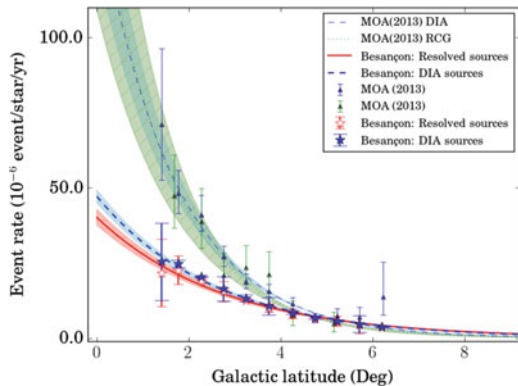 100.0
50.0
0.0
0
2
4
6
8
Event rate (10⁻⁶ event/star/yr)
Galactic latitude (Deg)
MOA(2013) DIA
MOA(2013) RCG
Besançon: Resolved sources
Besançon: DIA sources
MOA (2013)
MOA (2013)
Besançon: Resolved sources
Besançon: DIA sources